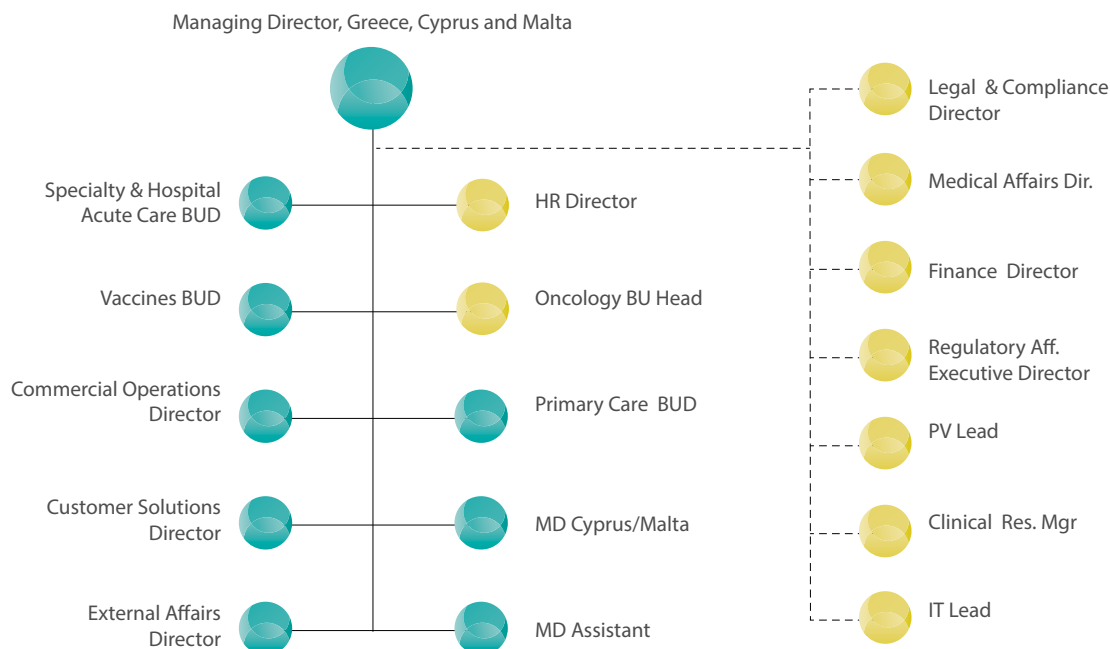 Managing Director, Greece, Cyprus and Malta
Specialty & Hospital
Acute Care BUD
Vaccines BUD
Commercial Operations
Director
Customer Solutions
Director
External Affairs
Director
HR Director
Oncology BU Head
Primary Care BUD
MD Cyprus/Malta
MD Assistant
Legal & Compliance
Director
Medical Affairs Dir.
Finance Director
Regulatory Aff.
Executive Director
PV Lead
Clinical Res. Mgr
IT Lead